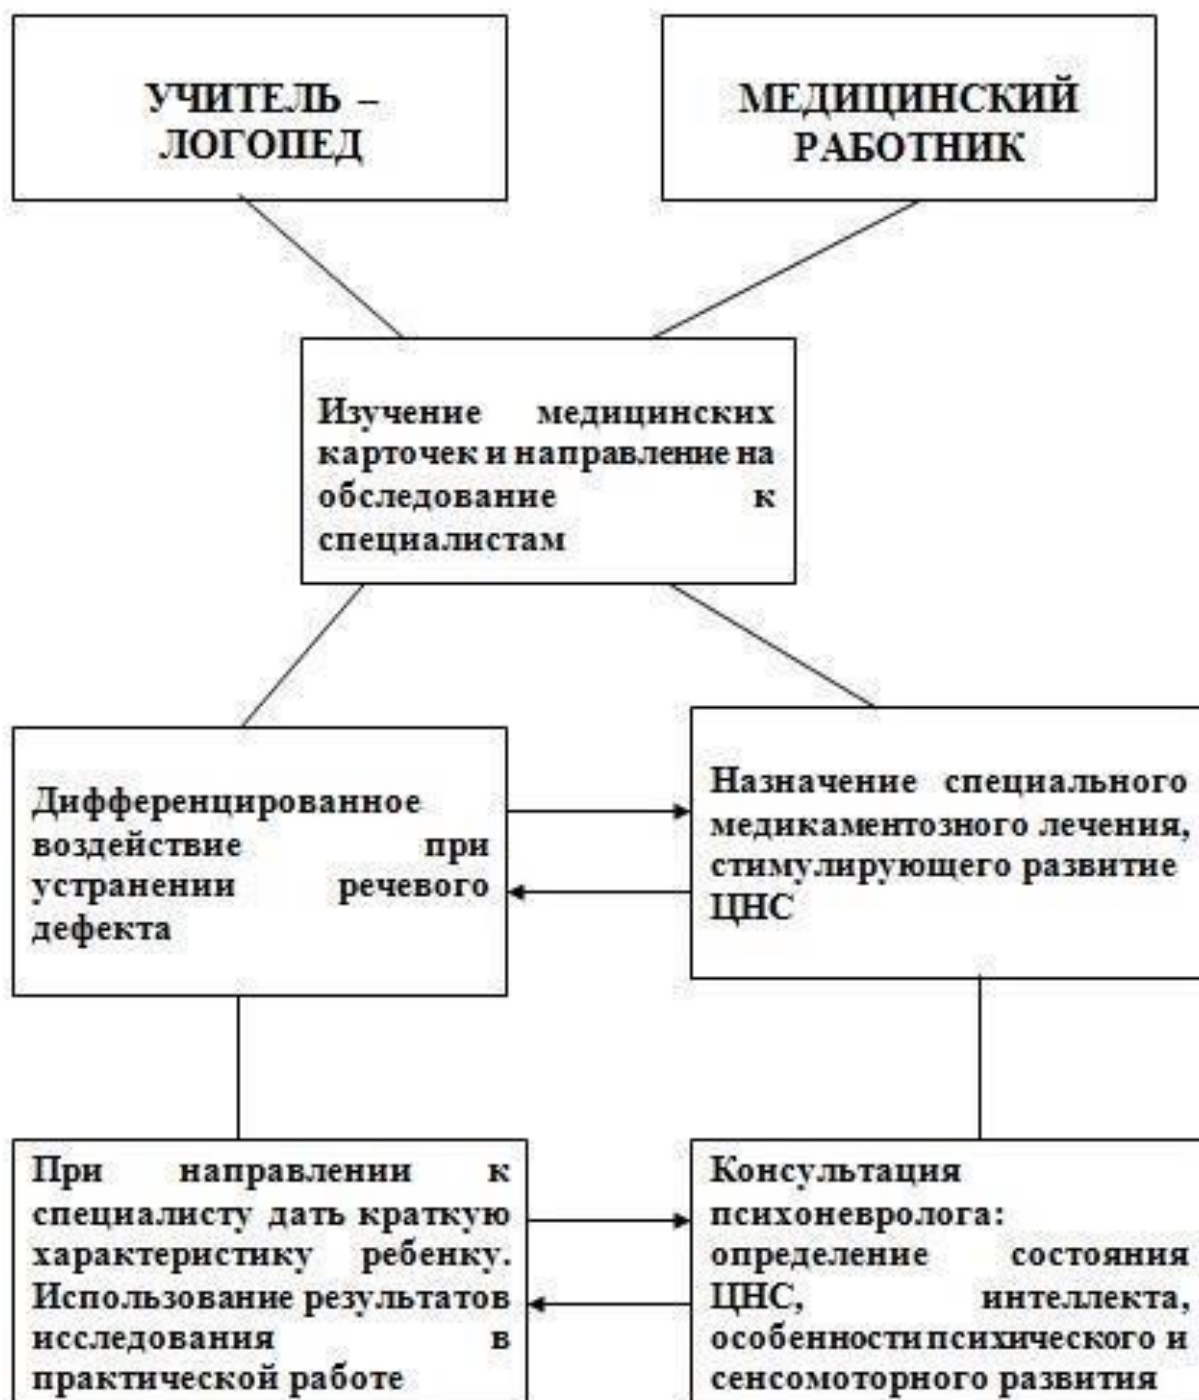 УЧИТЕЛЬ –
ЛОГОПЕД
МЕДИЦИНСКИЙ
РАБОТНИК
Изучение медицинских
карточек и направление на
обследование к
специалистам
Дифференцированное
воздействие при
устранении речевого
дефекта
Назначение специального
медикаментозного лечения,
стимулирующего развитие
ЦНС
При направлении к
специалисту дать краткую
характеристику ребенку.
Использование результатов
исследования в
практической работе
Консультация
психоневролога:
определение состояния
ЦНС, интеллекта,
особенности психического и
сенсомоторного развития